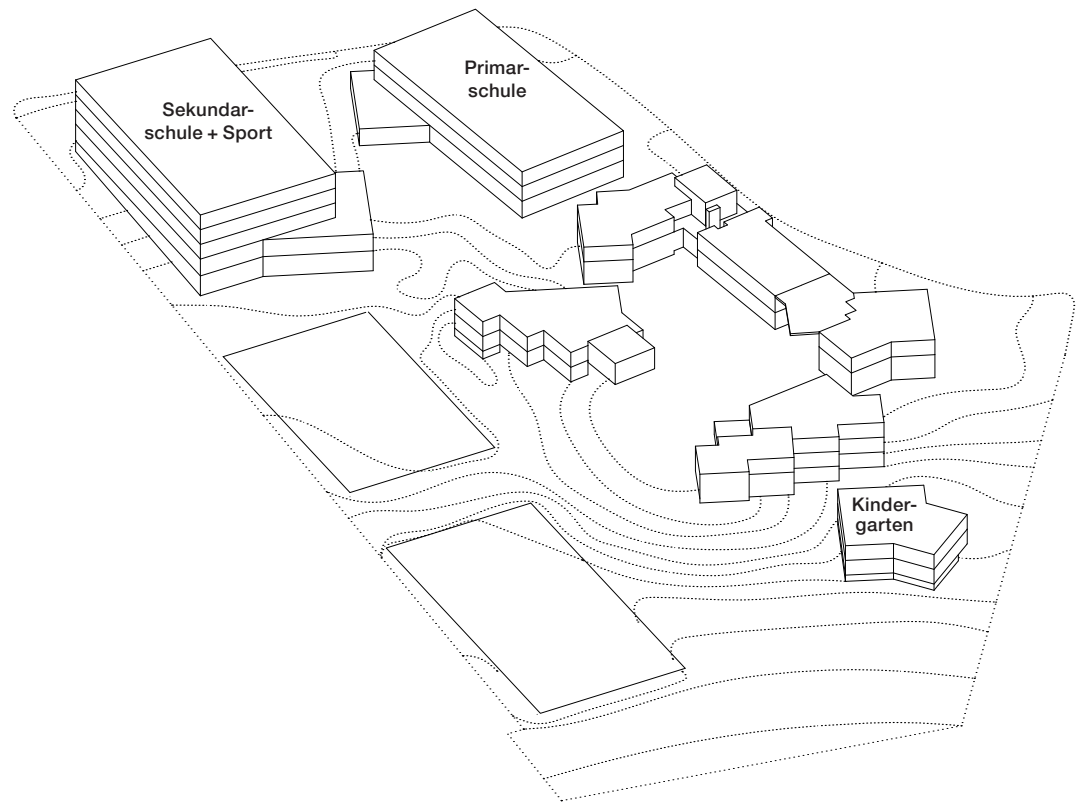 Sekundar-
schule + Sport
Primar-
schule
Kinder-
garten